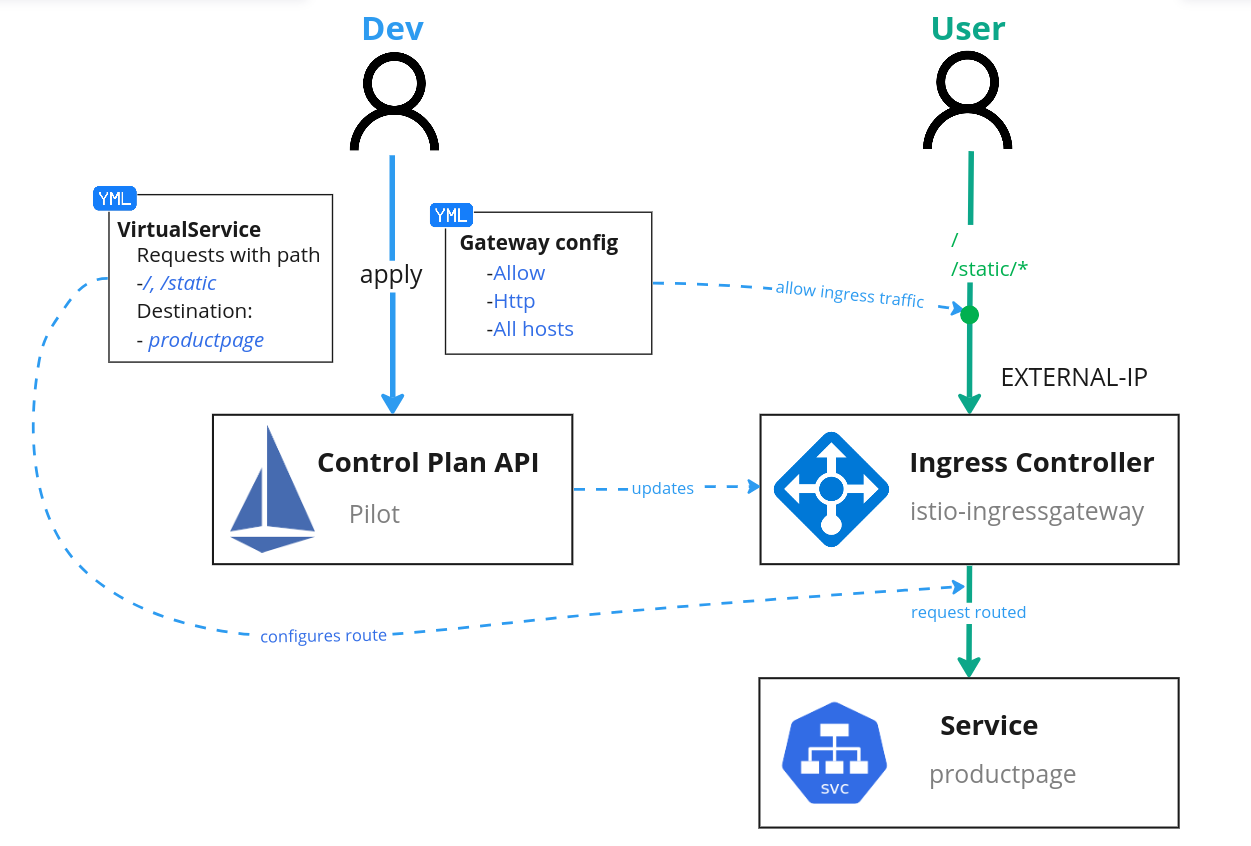 Dev
User
YML
VirtualService
Requests with path
-/, /static
Destination:
- productpage
apply
YML
Gateway config
-Allow
-Http
-All hosts
allow ingress traffic
/
/static/*
EXTERNAL-IP
Control Plan API
Pilot
updates
Ingress Controller
istio-ingressgateway
configures route
request routed
Service
productpage
svc